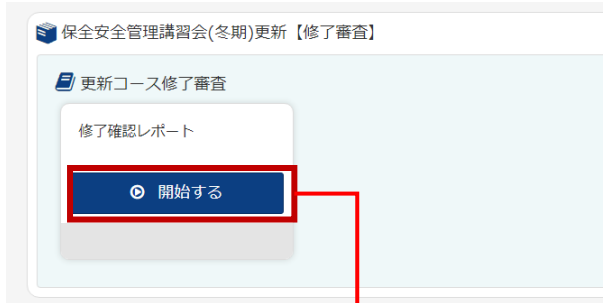 保全安全管理講習会(冬期)更新【修了審査】
更新コース修了審査
修了確認レポート
開始する